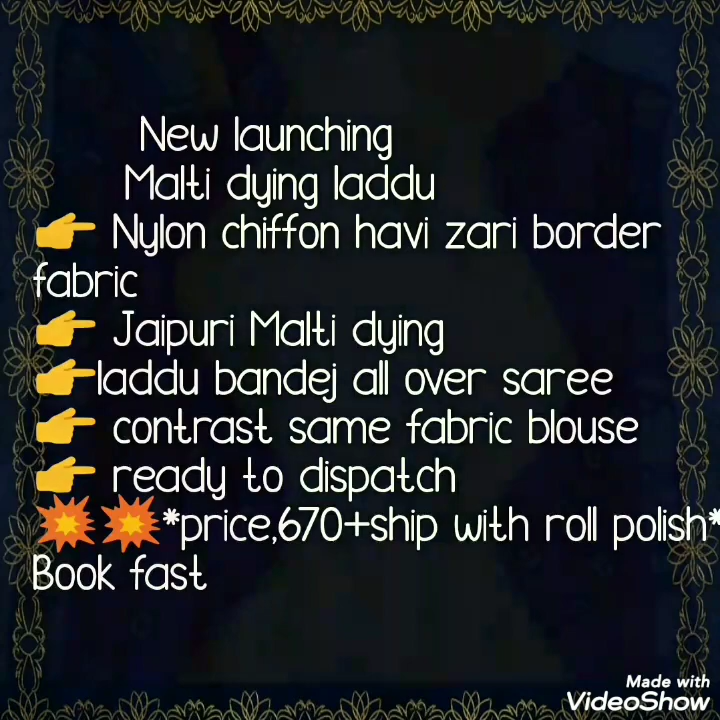 New launching
Malti dying laddu
👉 Nylon chiffon havi zari border
fabric
👉 Jaipuri Malti dying
👉laddu bandej all over saree
👉 contrast same fabric blouse
👉 ready to dispatch
💥💥*price,670+ship with roll polish*
Book fast
Made with
VideoShow